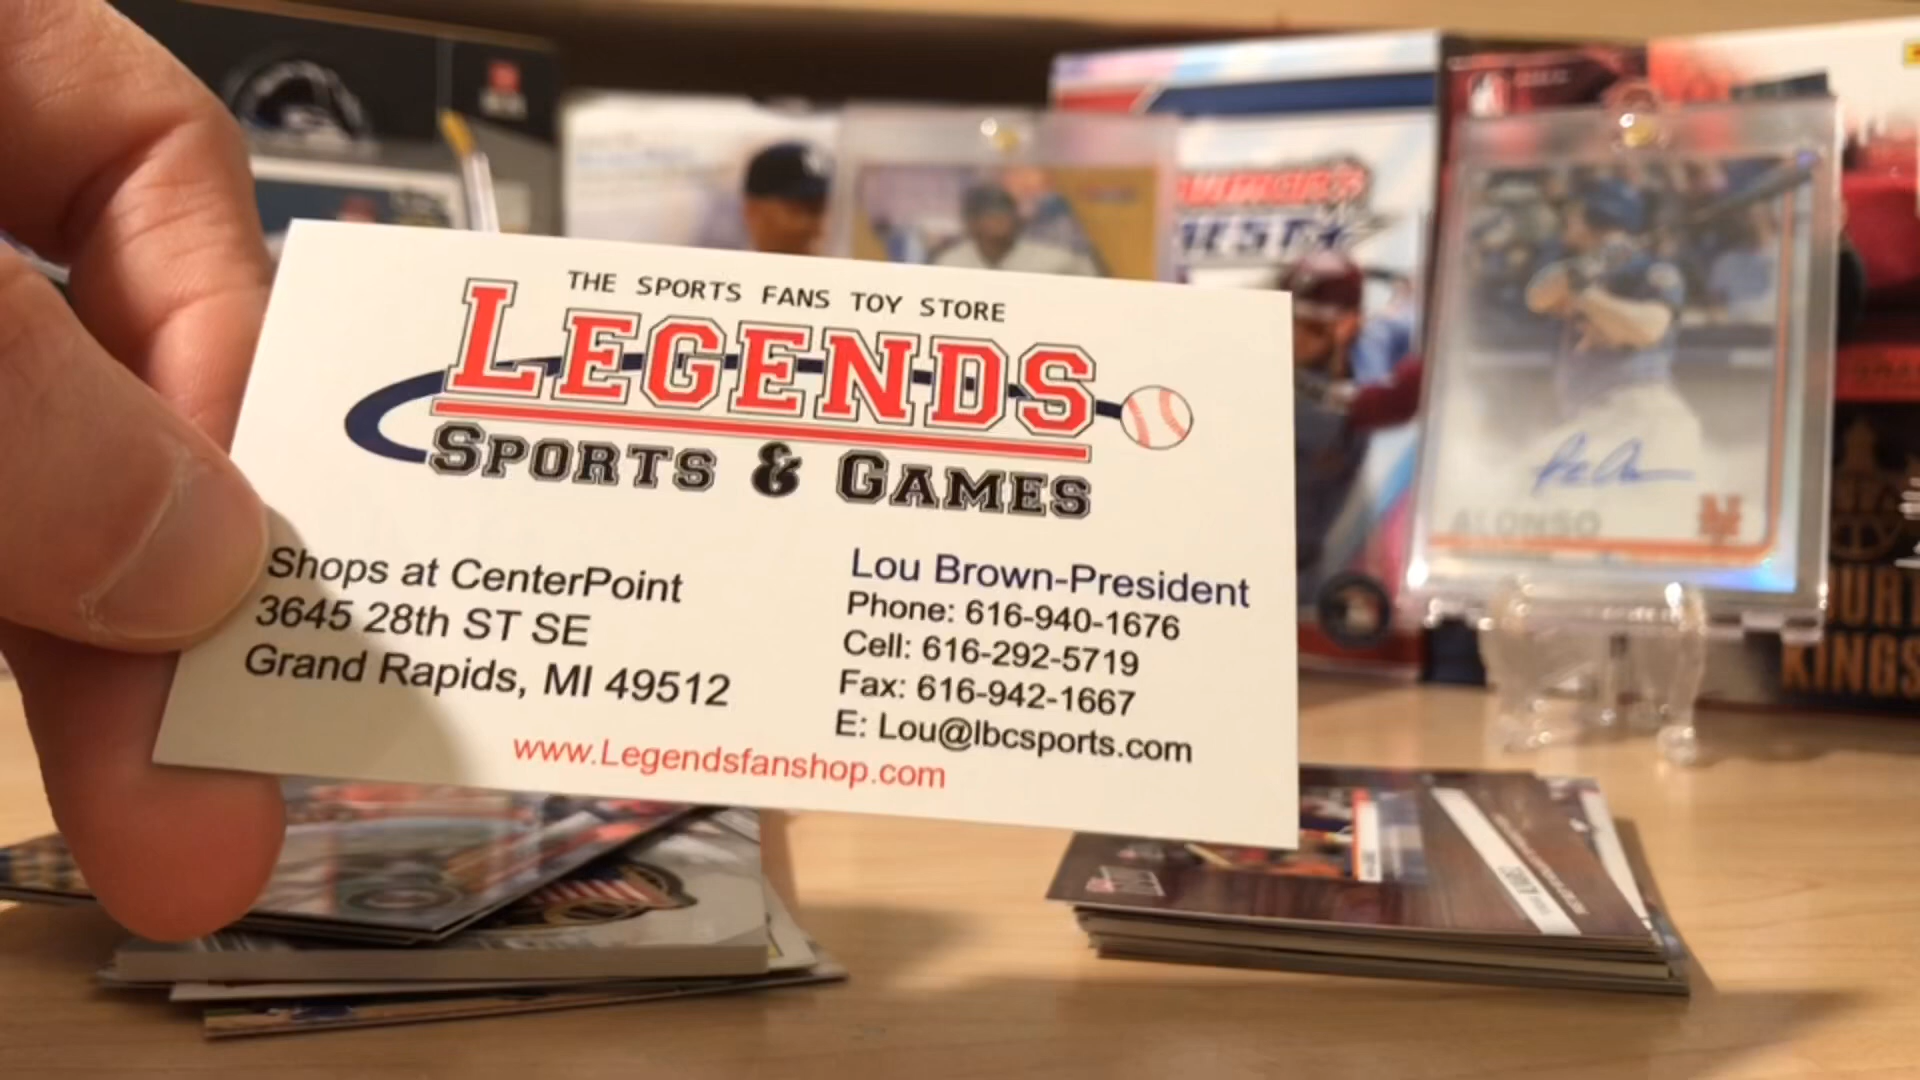 THE SPORTS FANS TOY STORE
LEGENDS
SPORTS & GAMES
Shops at CenterPoint
3645 28th ST SE
Grand Rapids, MI 49512
Lou Brown-President
Phone: 616-940-1676
Cell: 616-292-5719
Fax: 616-942-1667
E: Lou@lbcsports.com
www.Legendsfanshop.com
ALONSO
KINGS